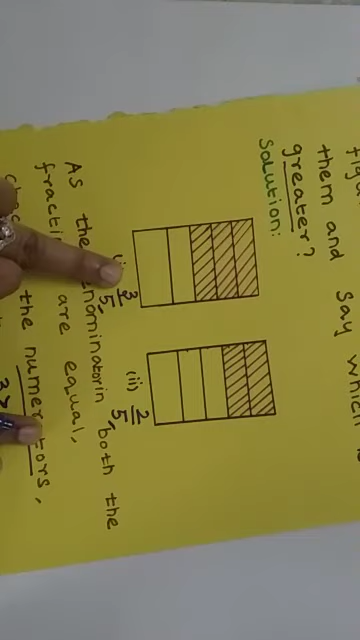 them and say which is
greater?
Solution:
(i) 3/5 (ii) 2/5
As the denominator in both the
are equal,
the numerators,
3>